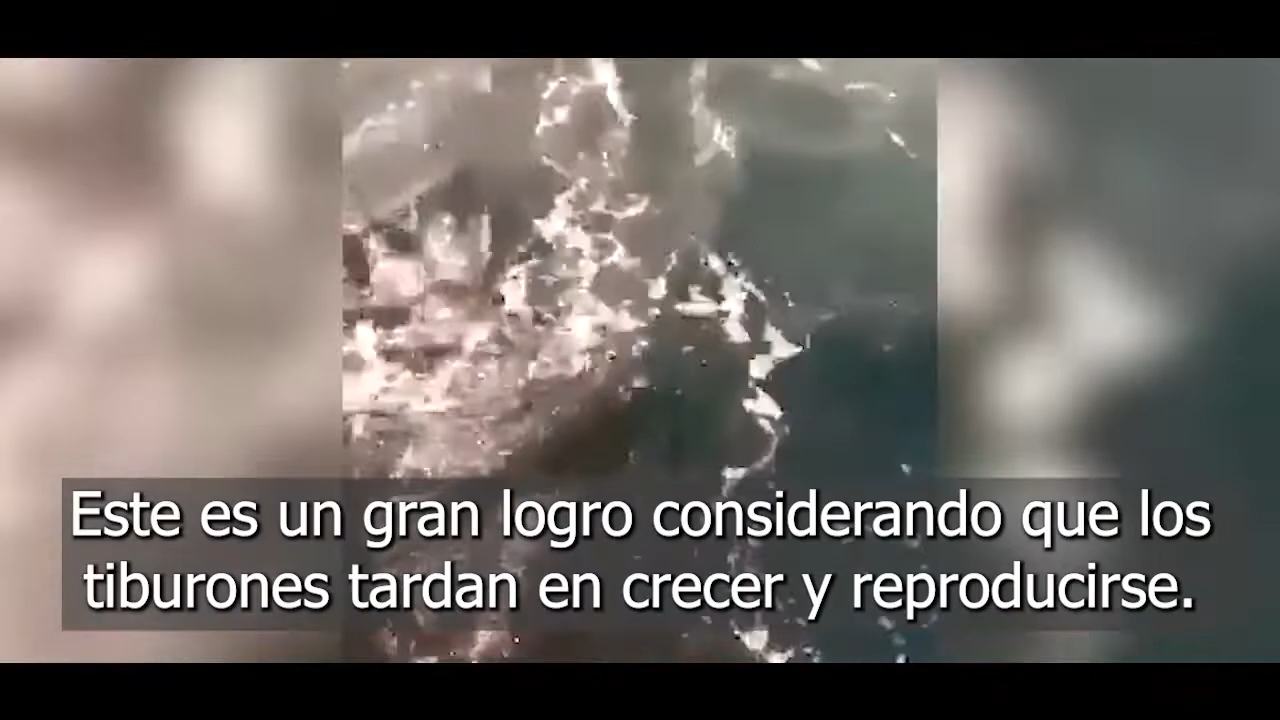 Este es un gran logro considerando que los
tiburones tardan en crecer y reproducirse.